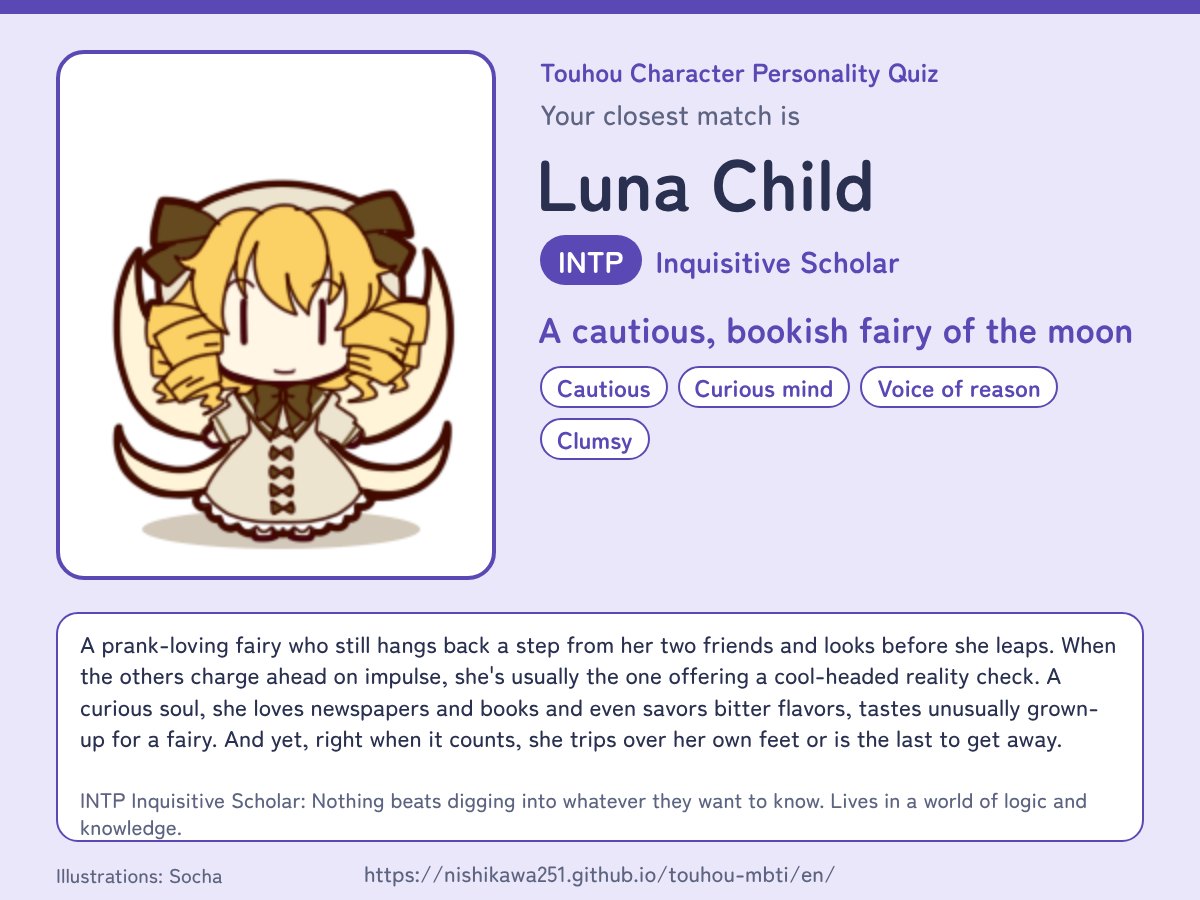 Touhou Character Personality Quiz
Your closest match is
Luna Child
INTP Inquisitive Scholar
A cautious, bookish fairy of the moon
Cautious Curious mind Voice of reason
Clumsy
A prank-loving fairy who still hangs back a step from her two friends and looks before she leaps. When
the others charge ahead on impulse, she's usually the one offering a cool-headed reality check. A
curious soul, she loves newspapers and books and even savors bitter flavors, tastes unusually grown-
up for a fairy. And yet, right when it counts, she trips over her own feet or is the last to get away.
INTP Inquisitive Scholar: Nothing beats digging into whatever they want to know. Lives in a world of logic and
knowledge.
Illustrations: Socha https://nishikawa251.github.io/touhou-mbti/en/